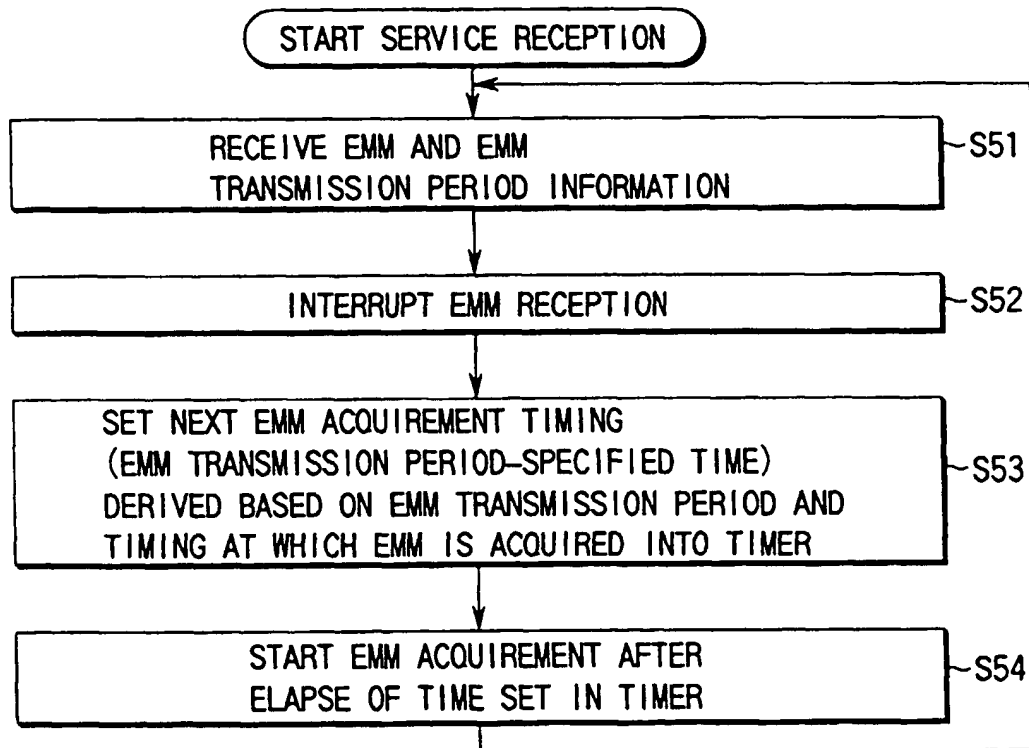 START SERVICE RECEPTION
RECEIVE EMM AND EMM
TRANSMISSION PERIOD INFORMATION
S51
INTERRUPT EMM RECEPTION
S52
SET NEXT EMM ACQUIREMENT TIMING
(EMM TRANSMISSION PERIOD-SPECIFIED TIME)
DERIVED BASED ON EMM TRANSMISSION PERIOD AND
TIMING AT WHICH EMM IS ACQUIRED INTO TIMER
S53
START EMM ACQUIREMENT AFTER
ELAPSE OF TIME SET IN TIMER
S54